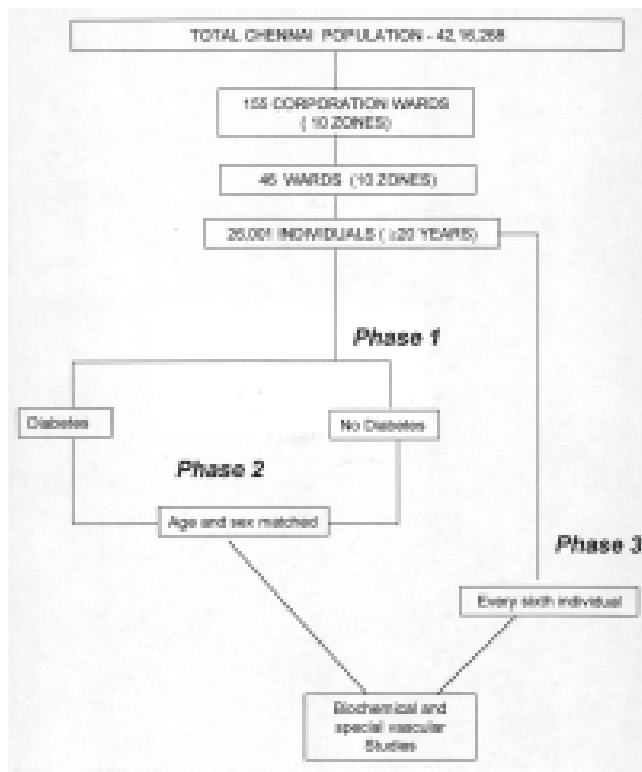 TOTAL CHENNAI POPULATION - 42,16,268
155 CORPORATION WARDS
( 10 ZONES)
46 WARDS (10 ZONES)
26,001 INDIVIDUALS ( ≥20 YEARS)
Phase 1
Diabetes
No Diabetes
Phase 2
Age and sex matched
Phase 3
Every sixth individual
Biochemical and
special vascular
Studies